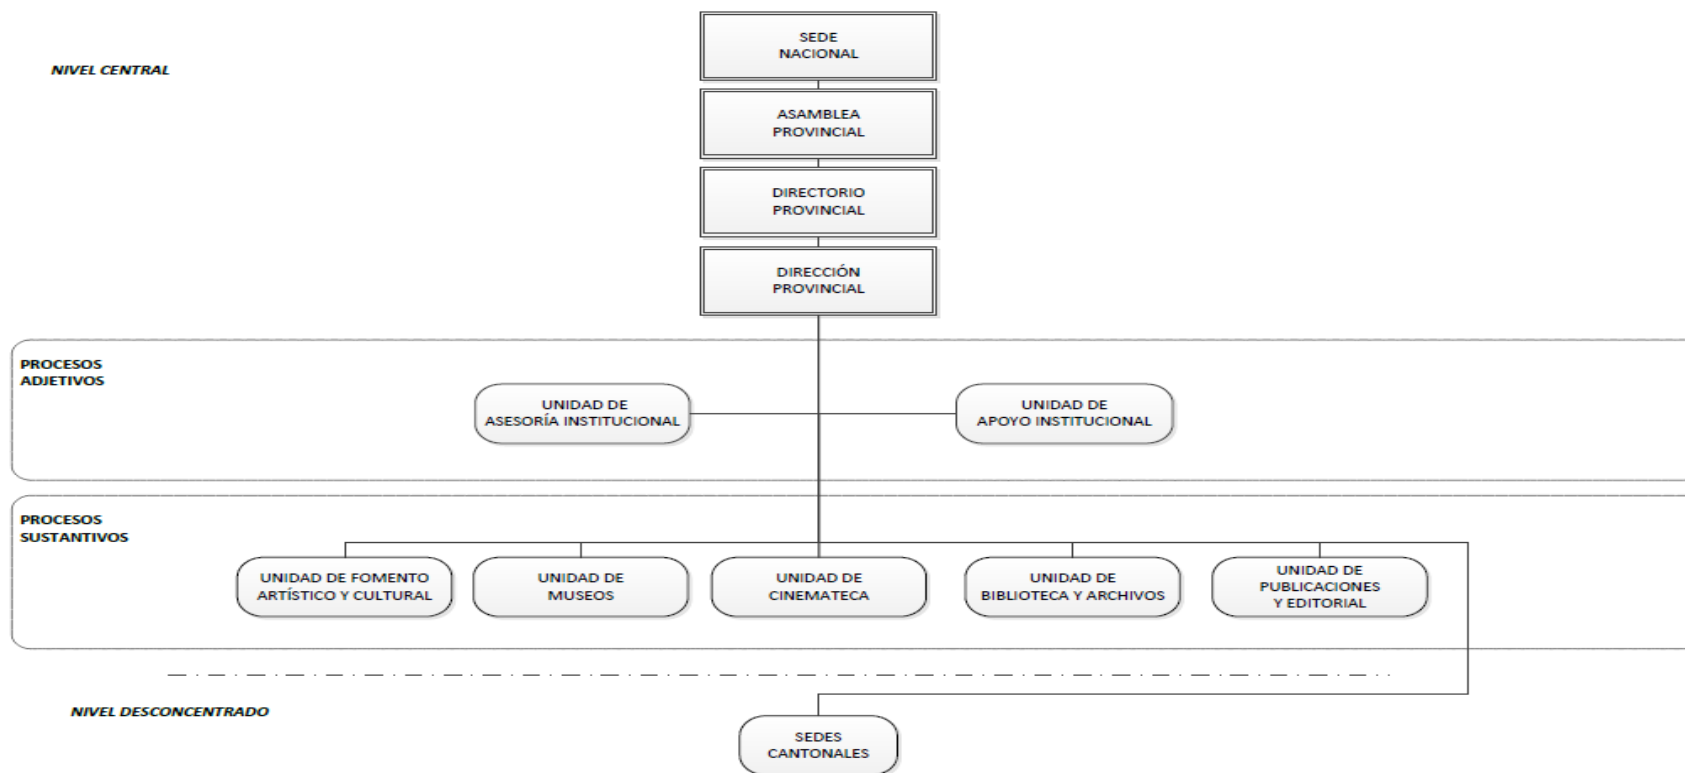 SEDE
NACIONAL
NIVEL CENTRAL
ASAMBLEA
PROVINCIAL
DIRECTORIO
PROVINCIAL
DIRECCIÓN
PROVINCIAL
PROCESOS
ADJETIVOS
UNIDAD DE
ASESORÍA INSTITUCIONAL
UNIDAD DE
APOYO INSTITUCIONAL
PROCESOS
SUSTANTIVOS
UNIDAD DE FOMENTO
ARTÍSTICO Y CULTURAL
UNIDAD DE
MUSEOS
UNIDAD DE
CINEMATECA
UNIDAD DE
BIBLIOTECA Y ARCHIVOS
UNIDAD DE
PUBLICACIONES
Y EDITORIAL
NIVEL DESCONCENTRADO
SEDES
CANTONALES